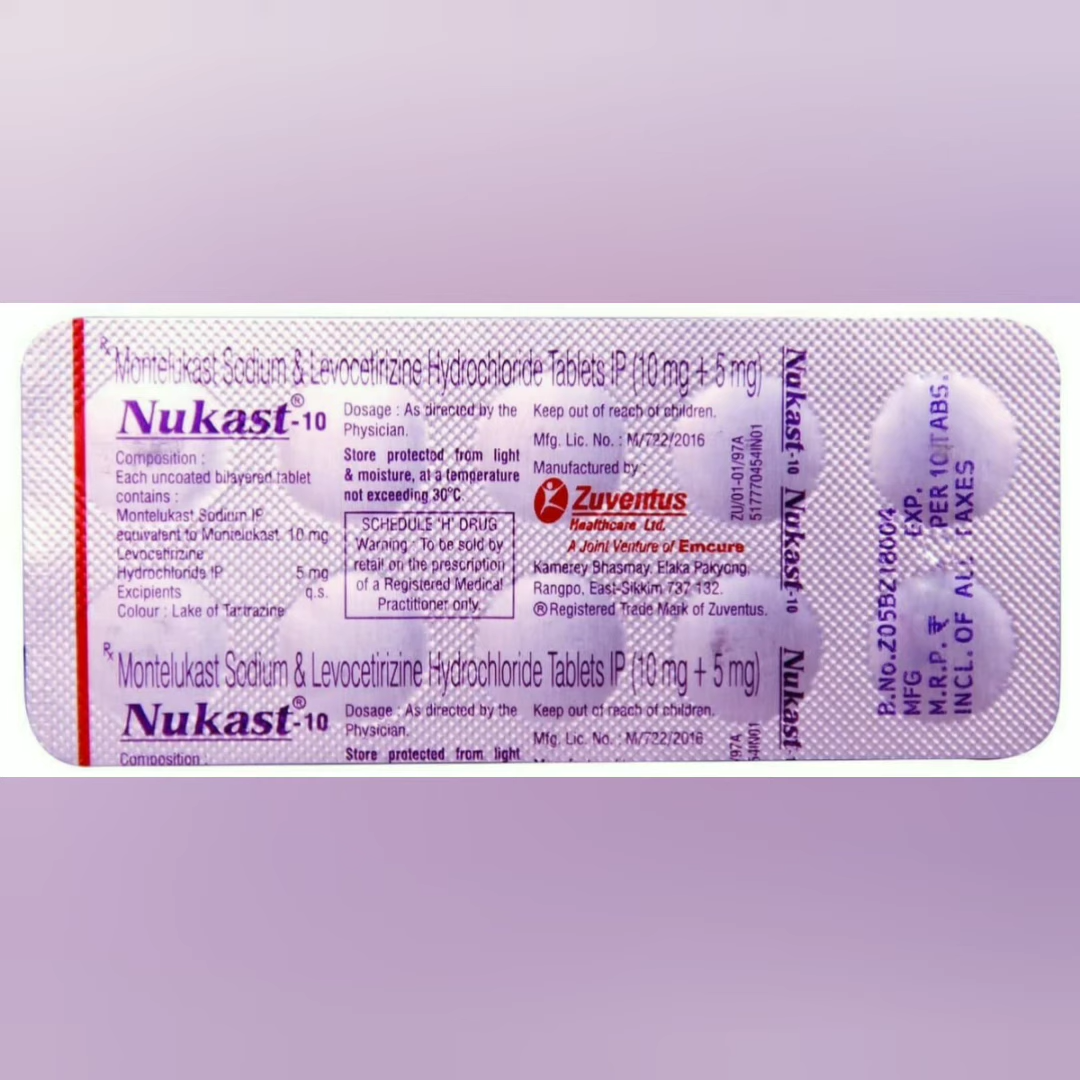 Rx Montelukast Sodium & Levocetirizine Hydrochloride Tablets IP (10 mg + 5 mg)
Nukast®-10
Composition :
Each uncoated bilayered tablet
contains :
Montelukast Sodium IP
equivalent to Montelukast 10 mg
Levocetirizine
Hydrochloride IP 5 mg
Excipients q.s.
Colour : Lake of Tartrazine
Dosage : As directed by the
Physician.
Store protected from light
& moisture, at a temperature
not exceeding 30°C.
SCHEDULE 'H' DRUG
Warning : To be sold by
retail on the prescription
of a Registered Medical
Practitioner only.
Keep out of reach of children.
Mfg. Lic. No. : M/722/2016
Manufactured by :
Zuventus
Healthcare Ltd.
A Joint Venture of Emcure
Kamerey Bhasmay, Elaka Pakyong,
Rangpo, East-Sikkim 737 132.
® Registered Trade Mark of Zuventus.
ZU/01-01/97A
517770454IN01
Nukast-10
Nukast-10
Nukast-1
Rx Montelukast Sodium & Levocetirizine Hydrochloride Tablets IP (10 mg + 5 mg)
Nukast®-10
Composition :
Dosage : As directed by the
Physician.
Store protected from light
Keep out of reach of children.
Mfg. Lic. No. : M/722/2016
/97A
54IN01
P.No.Z05BZ18004
MFG EXP.
M.R.P. ₹ PER 10 TABS.
INCL. OF ALL TAXES